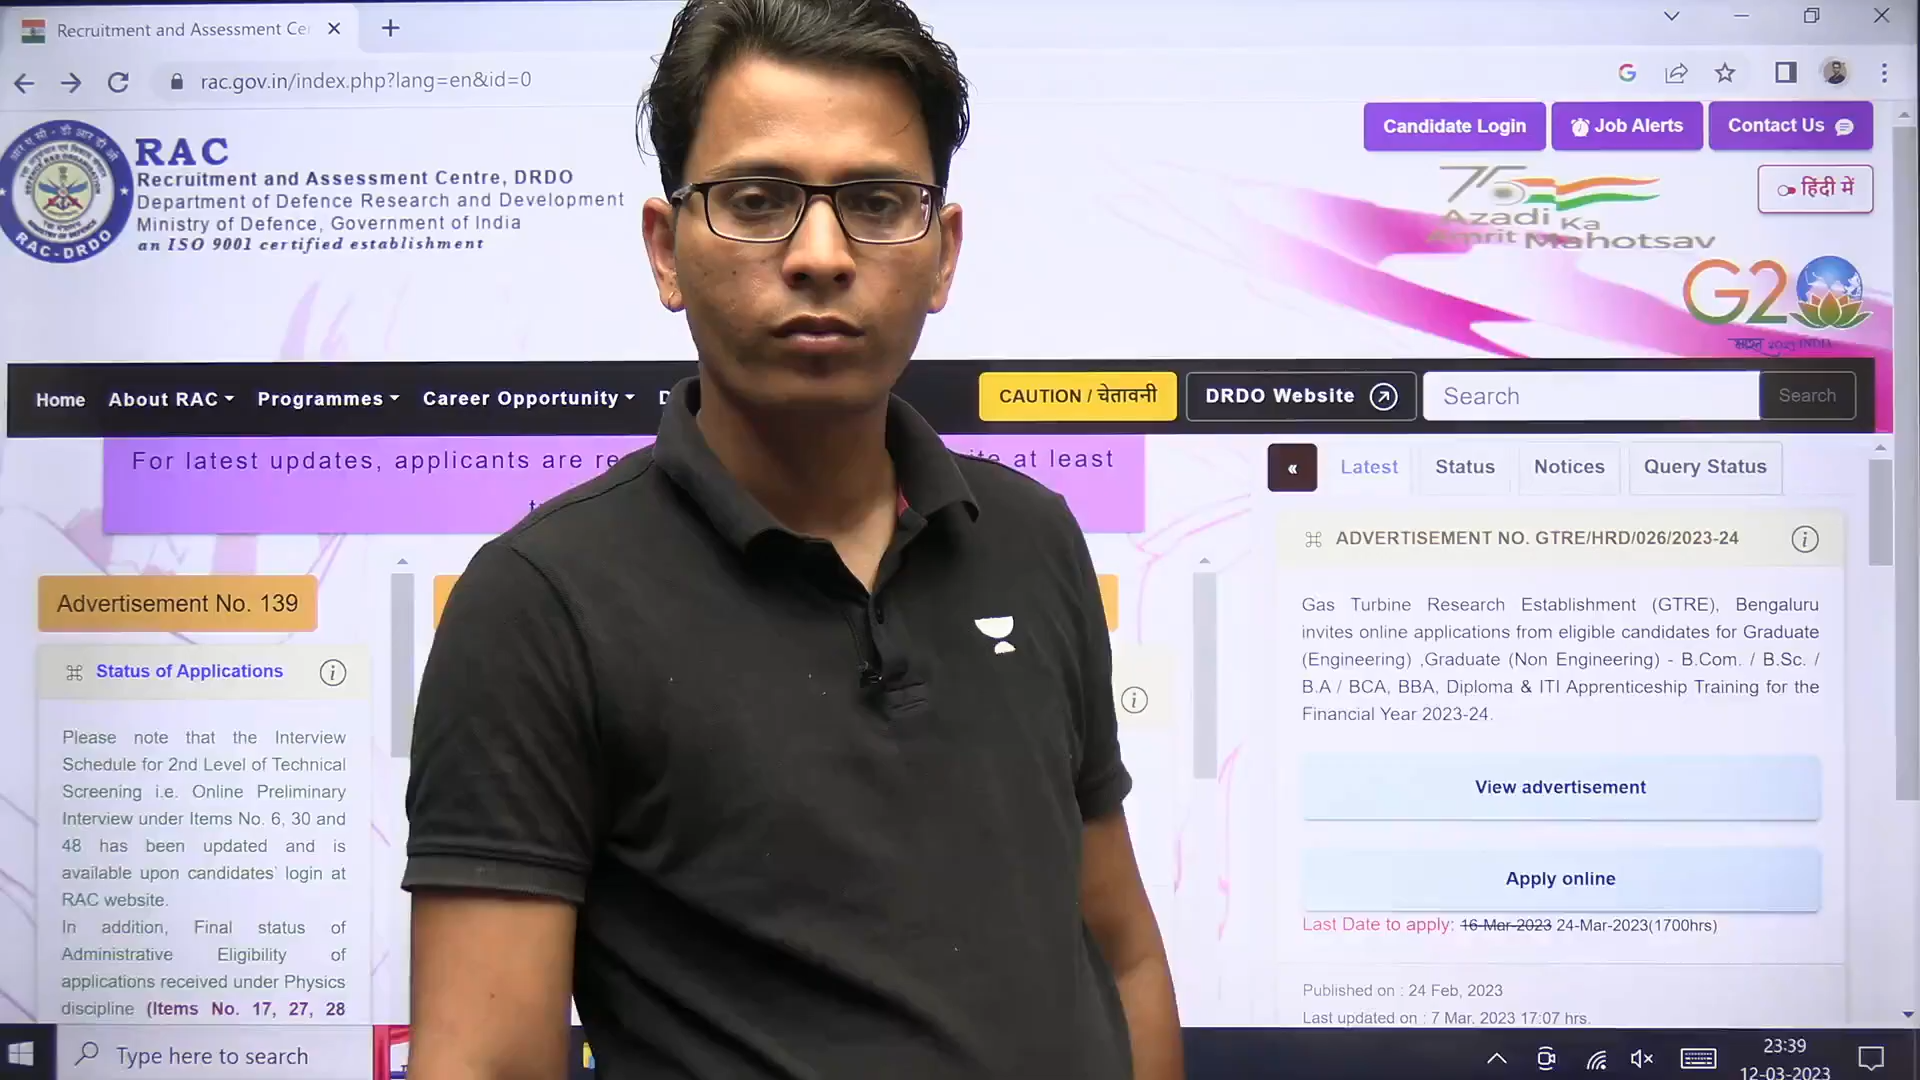 Recruitment and Assessment Ce
rac.gov.in/index.php?lang=en&id=0
RAC
Recruitment and Assessment Centre, DRDO
Department of Defence Research and Development
Ministry of Defence, Government of India
an ISO 9001 certified establishment
RAC-DRDO
Candidate Login
Job Alerts
Contact Us
75
Azadi Ka
Amrit Mahotsav
हिंदी में
G20
Home
About RAC
Programmes
Career Opportunity
D
CAUTION / चेतावनी
DRDO Website
Search
Search
For latest updates, applicants are re
at least
Advertisement No. 139
Status of Applications
Please note that the Interview
Schedule for 2nd Level of Technical
Screening i.e. Online Preliminary
Interview under Items No. 6, 30 and
48 has been updated and is
available upon candidates` login at
RAC website.
In addition, Final status of
Administrative Eligibility of
applications received under Physics
discipline (Items No. 17, 27, 28
«
Latest
Status
Notices
Query Status
ADVERTISEMENT NO. GTRE/HRD/026/2023-24
Gas Turbine Research Establishment (GTRE), Bengaluru
invites online applications from eligible candidates for Graduate
(Engineering) ,Graduate (Non Engineering) - B.Com. / B.Sc. /
B.A / BCA, BBA, Diploma & ITI Apprenticeship Training for the
Financial Year 2023-24.
View advertisement
Apply online
Last Date to apply: 16-Mar-2023 24-Mar-2023(1700hrs)
Published on : 24 Feb, 2023
Last updated on : 7 Mar, 2023 17:07 hrs.
Type here to search
23:39
12-03-2023